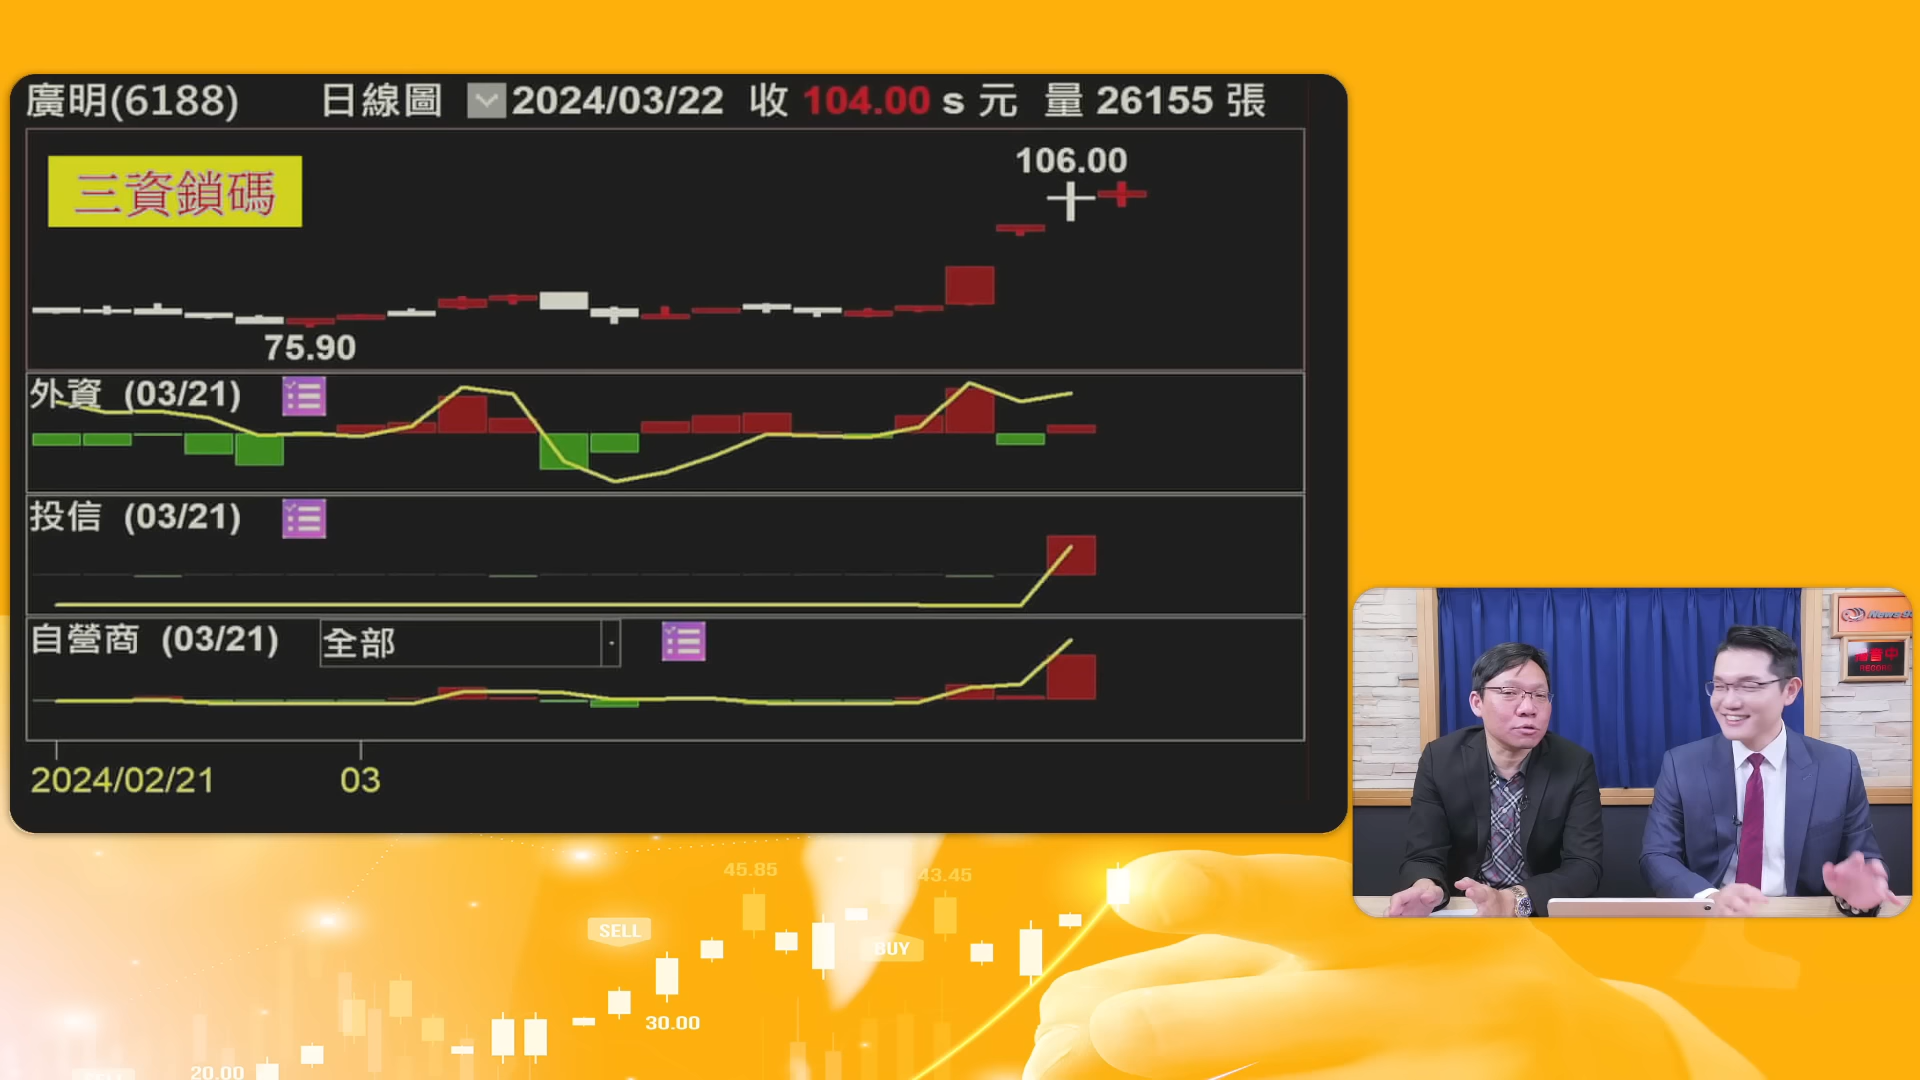 廣明(6188) 日線圖 2024/03/22 收 104.00 s 元 量 26155 張
三資鎖碼
106.00
75.90
外資 (03/21)
投信 (03/21)
自營商 (03/21) 全部
2024/02/21 03
RECORD
45.85
43.45
SELL
BUY
30.00
20.00